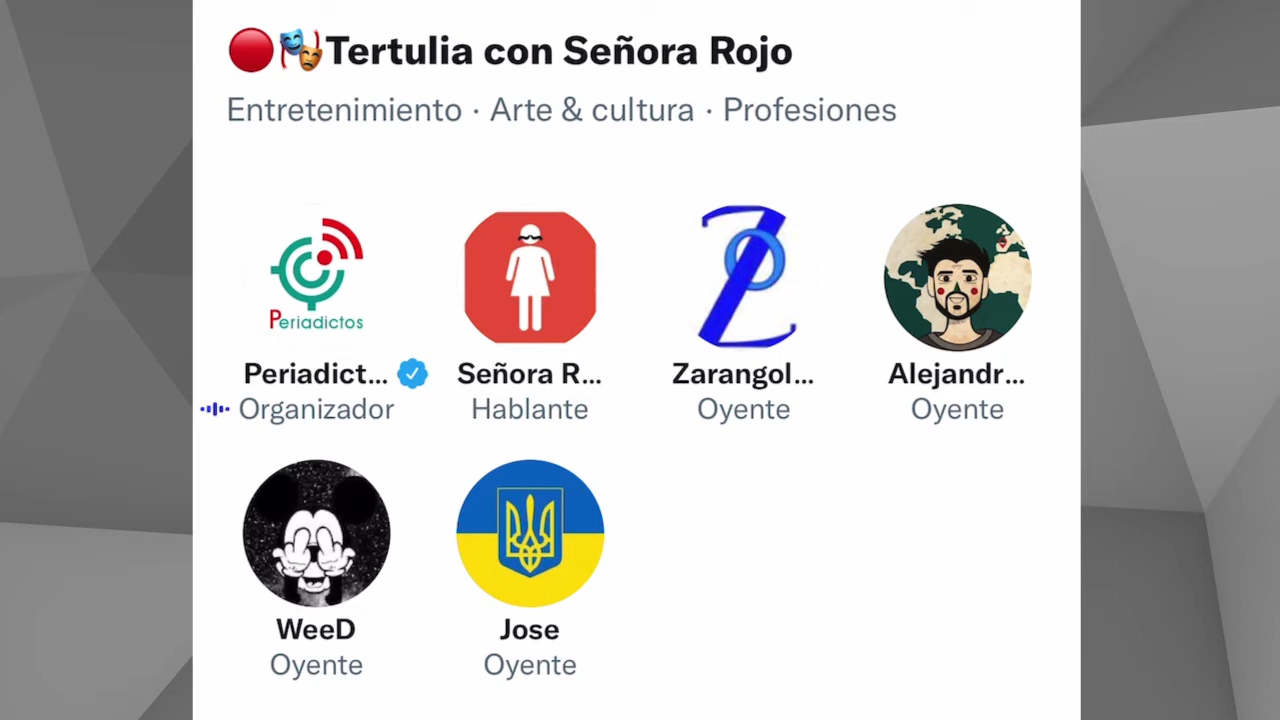 🔴🎭Tertulia con Señora Rojo
Entretenimiento · Arte & cultura · Profesiones
Periadictos
Periadict... Señora R... Zarangol... Alejandr...
Organizador Hablante Oyente Oyente
WeeD Jose
Oyente Oyente